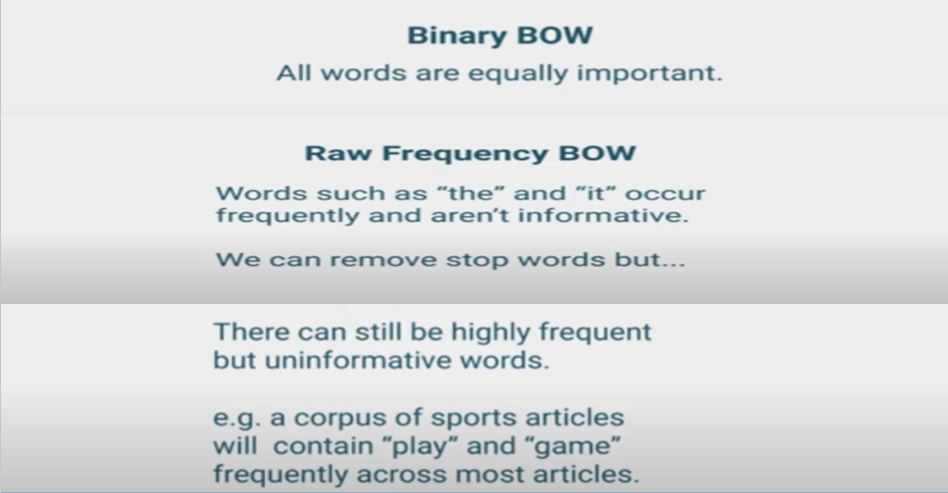 Binary BOW
All words are equally important.
Raw Frequency BOW
Words such as “the” and “it” occur
frequently and aren’t informative.
We can remove stop words but...
There can still be highly frequent
but uninformative words.
e.g. a corpus of sports articles
will contain “play” and “game”
frequently across most articles.